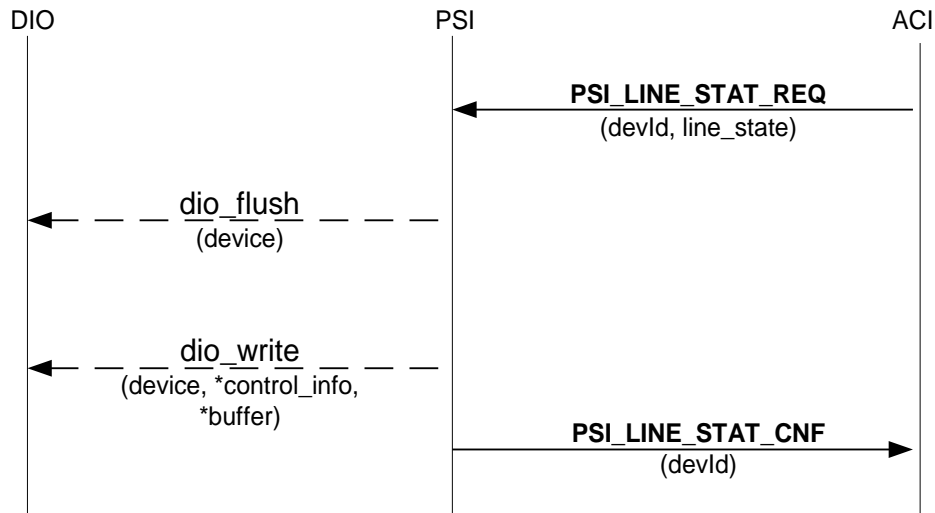 DIO PSI ACI
PSI_LINE_STAT_REQ
(devId, line_state)
dio_flush
(device)
dio_write
(device, *control_info,
*buffer)
PSI_LINE_STAT_CNF
(devId)